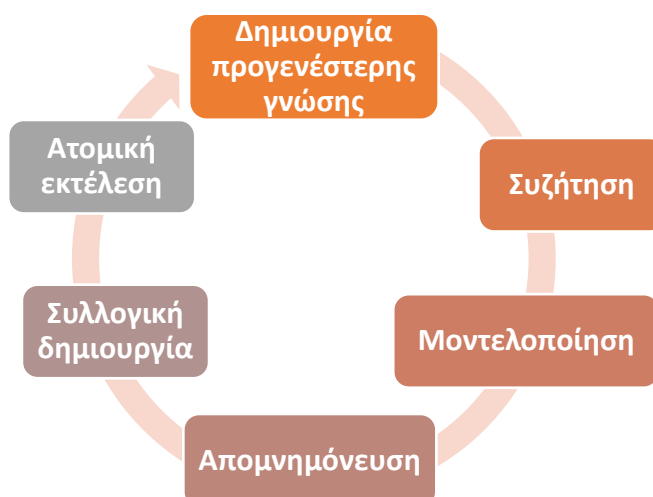 Δημιουργία
προγενέστερης
γνώσης
Συζήτηση
Μοντελοποίηση
Απομνημόνευση
Συλλογική
δημιουργία
Ατομική
εκτέλεση